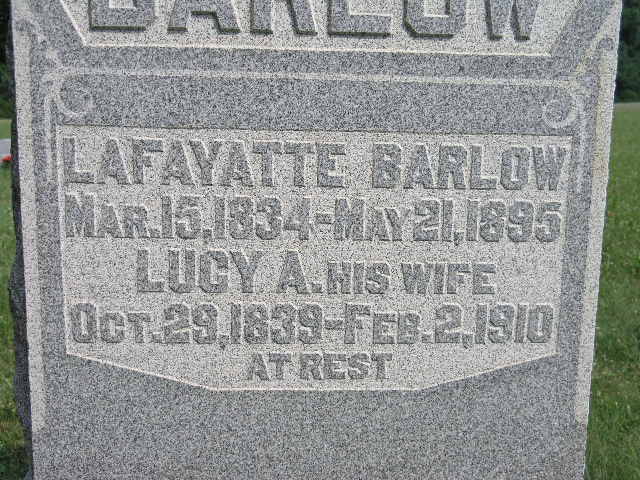 BARLOW
LAFAYATTE BARLOW
MAR. 15, 1834 - MAY 21, 1895
LUCY A. HIS WIFE
OCT. 29, 1839 - FEB. 2, 1910
AT REST